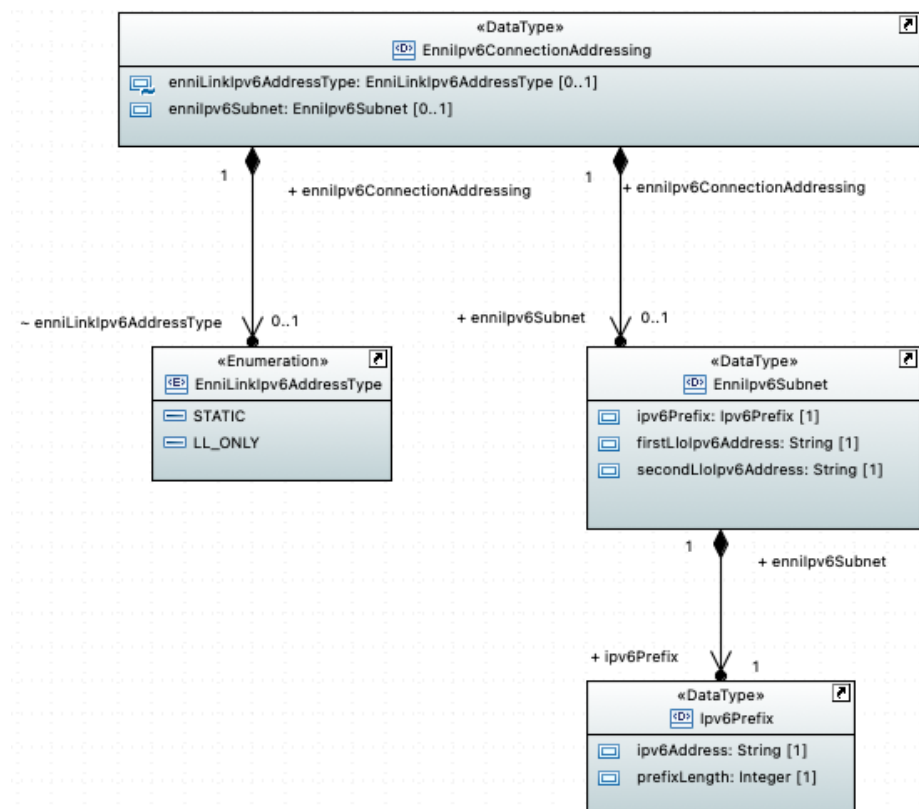 «DataType»
EnniIpv6ConnectionAddressing
enniLinkIpv6AddressType: EnniLinkIpv6AddressType [0..1]
enniIpv6Subnet: EnniIpv6Subnet [0..1]
1
+ enniIpv6ConnectionAddressing
1
+ enniIpv6ConnectionAddressing
~ enniLinkIpv6AddressType
0..1
+ enniIpv6Subnet
0..1
«Enumeration»
EnniLinkIpv6AddressType
STATIC
LL_ONLY
«DataType»
EnniIpv6Subnet
ipv6Prefix: Ipv6Prefix [1]
firstLloIpv6Address: String [1]
secondLloIpv6Address: String [1]
1
+ enniIpv6Subnet
+ ipv6Prefix
1
«DataType»
Ipv6Prefix
ipv6Address: String [1]
prefixLength: Integer [1]